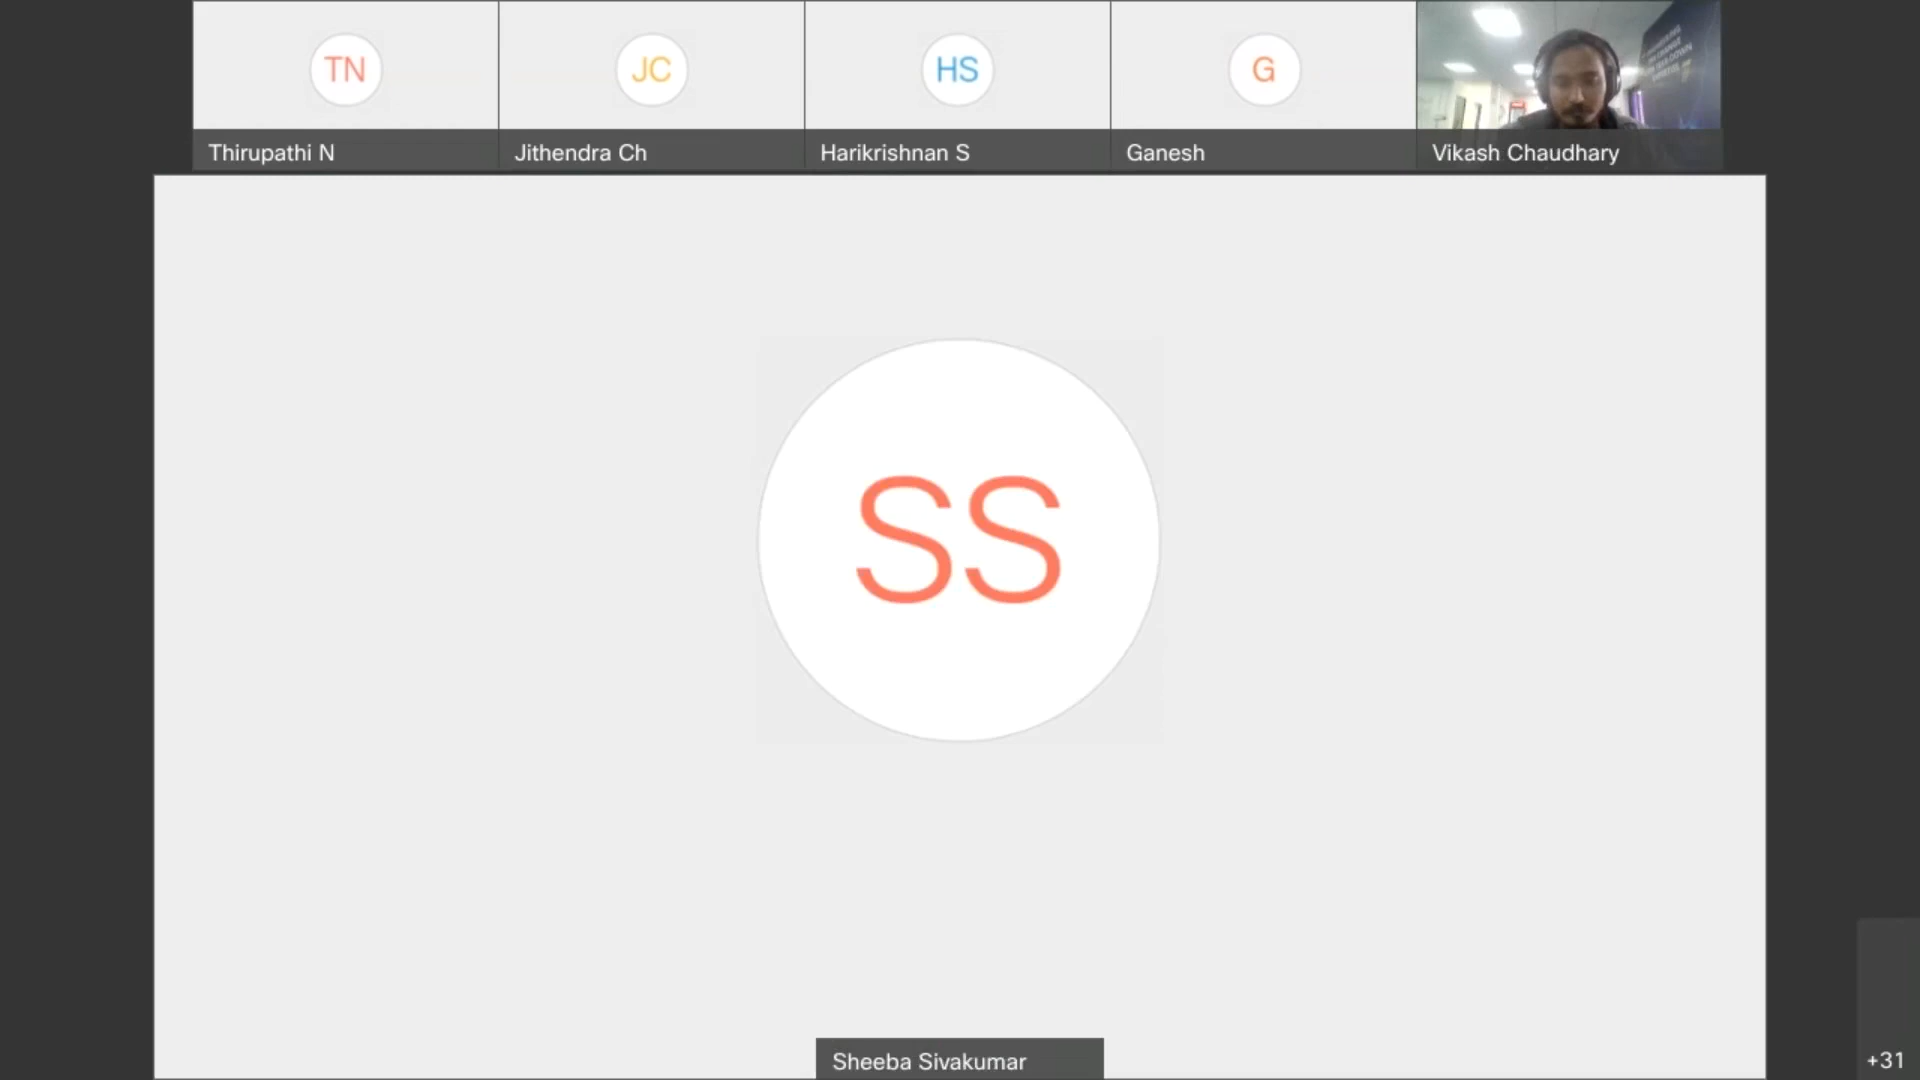 TN
JC
HS
G
Thirupathi N
Jithendra Ch
Harikrishnan S
Ganesh
Vikash Chaudhary
SS
Sheeba Sivakumar
+31